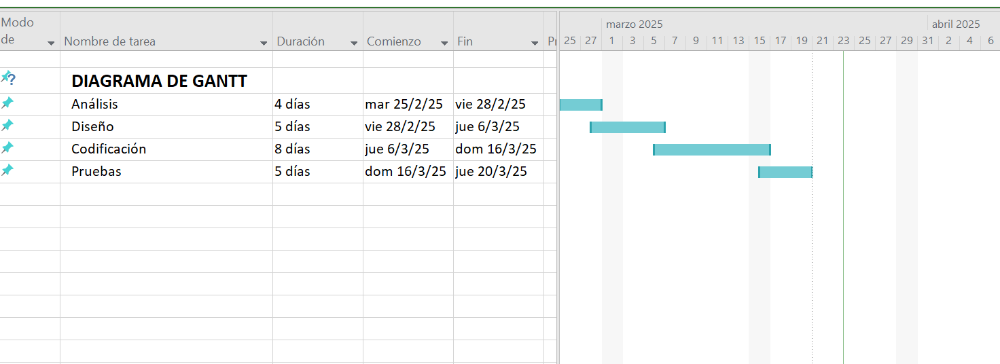 Modo
de
Nombre de tarea
Duración
Comienzo
Fin
marzo 2025
abril 2025
25 27 1 3 5 7 9 11 13 15 17 19 21 23 25 27 29 31 2 4 6
DIAGRAMA DE GANTT
Análisis 4 días mar 25/2/25 vie 28/2/25
Diseño 5 días vie 28/2/25 jue 6/3/25
Codificación 8 días jue 6/3/25 dom 16/3/25
Pruebas 5 días dom 16/3/25 jue 20/3/25